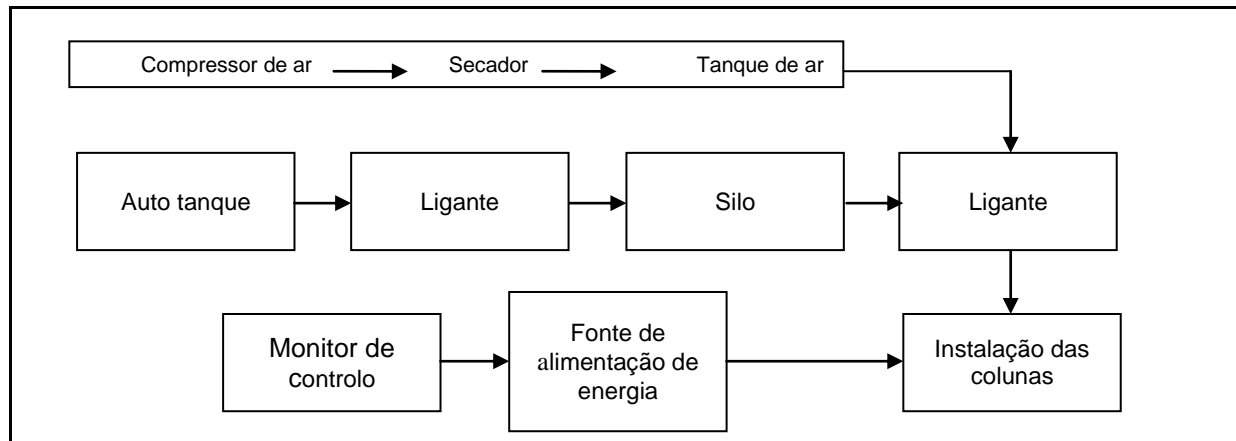 Compressor de ar Secador Tanque de ar
Auto tanque
Ligante
Silo
Ligante
Monitor de
controlo
Fonte de
alimentação de
energia
Instalação das
colunas